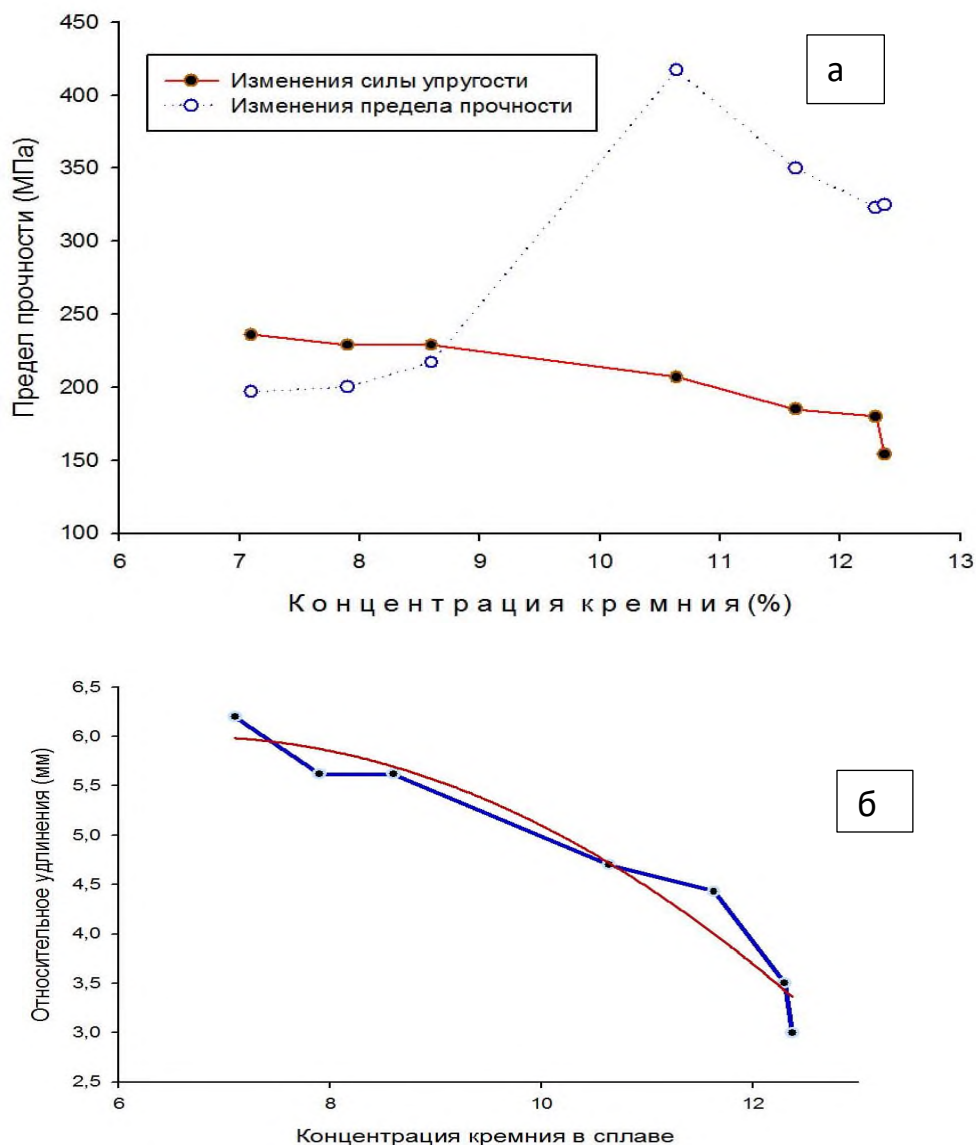 450
400
350
300
250
200
150
100
Предел прочности (МПа)
Изменения силы упругости
Изменения предела прочности
а
6 7 8 9 10 11 12 13
Концентрация кремния (%)
6,5
6,0
5,5
5,0
4,5
4,0
3,5
3,0
2,5
Относительное удлинения (мм)
б
6 8 10 12
Концентрация кремния в сплаве